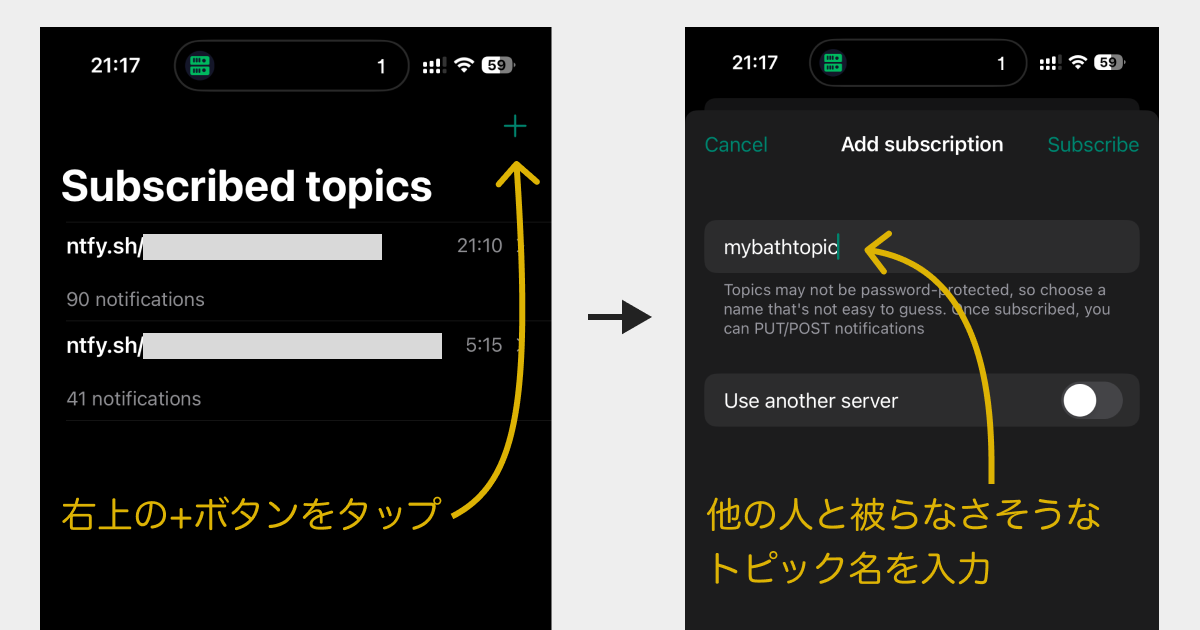 21:17
1
59
Subscribed topics
ntfy.sh/
21:10
90 notifications
ntfy.sh/
5:15
41 notifications
右上の+ボタンをタップ
21:17
1
59
Cancel
Add subscription
Subscribe
mybathtopic
Topics may not be password-protected, so choose a
name that's not easy to guess. Once subscribed, you
can PUT/POST notifications
Use another server
他の人と被らなさそうな
トピック名を入力